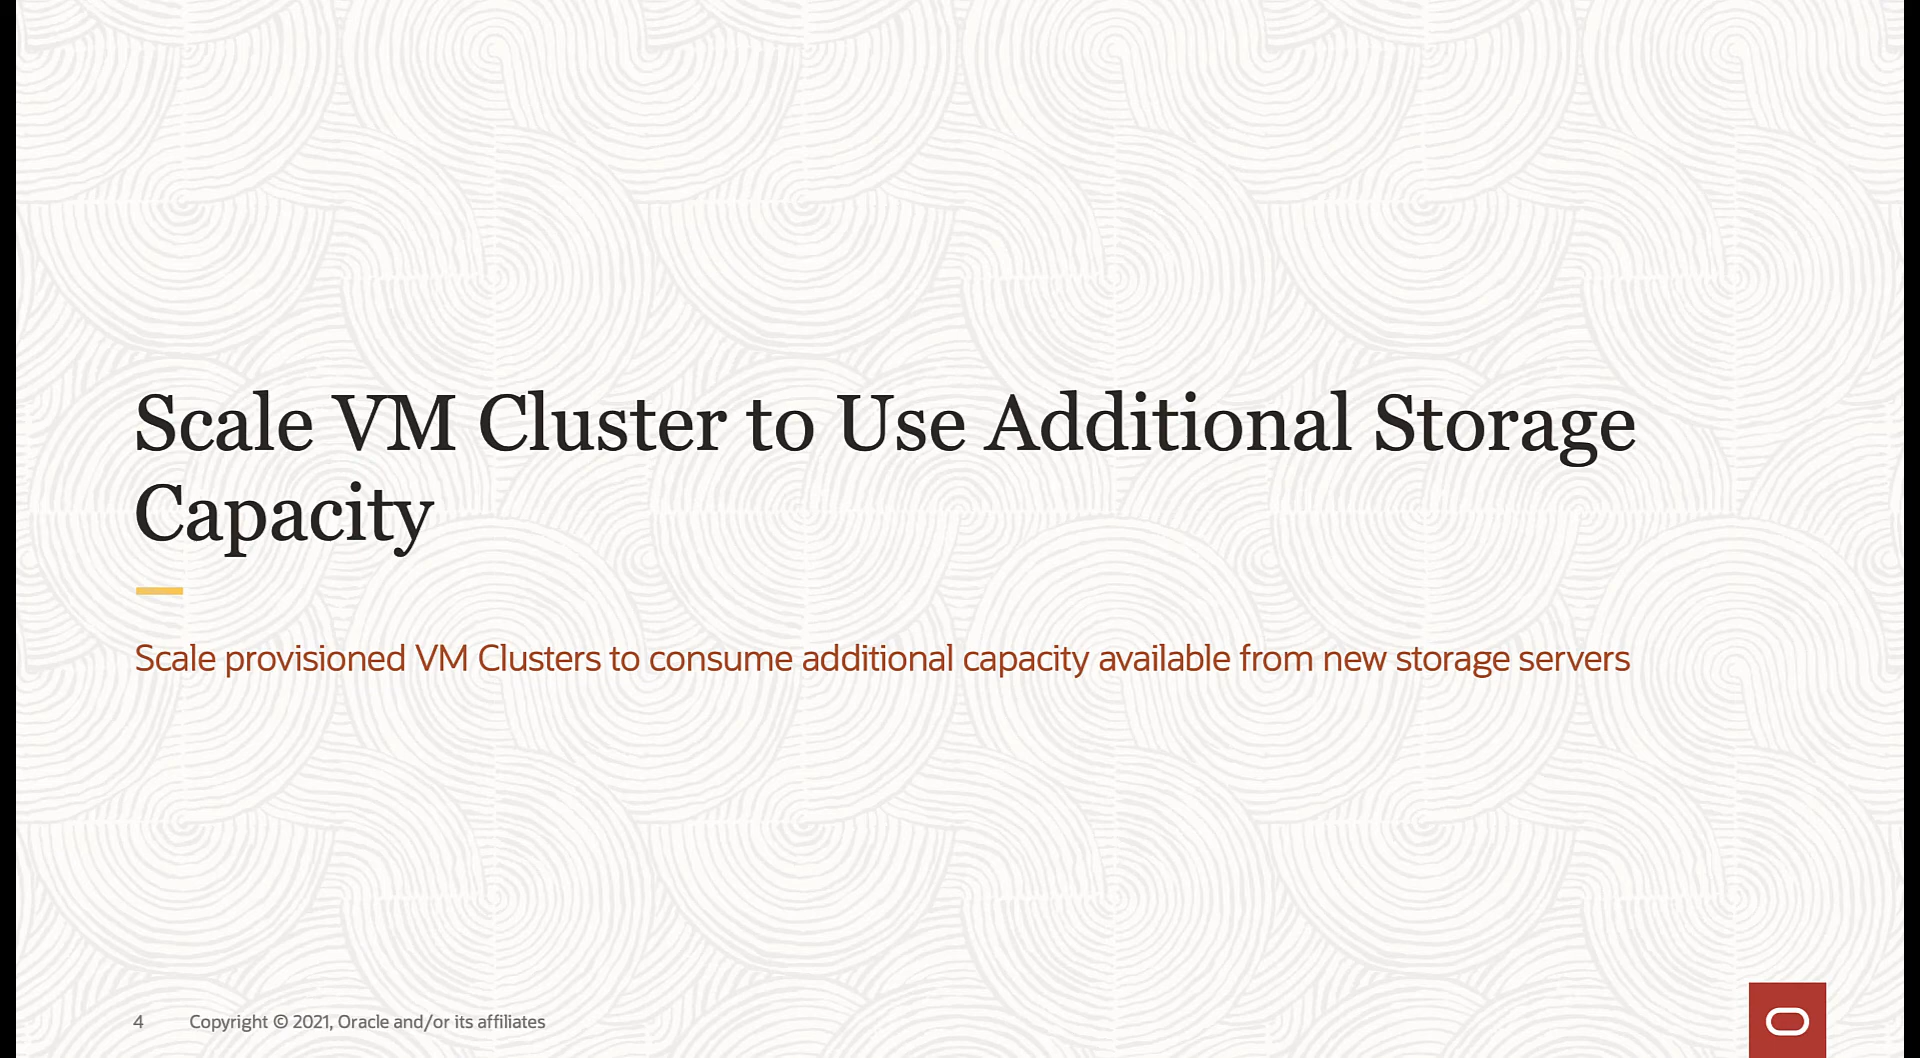 Scale VM Cluster to Use Additional Storage
Capacity
Scale provisioned VM Clusters to consume additional capacity available from new storage servers
4 Copyright © 2021, Oracle and/or its affiliates